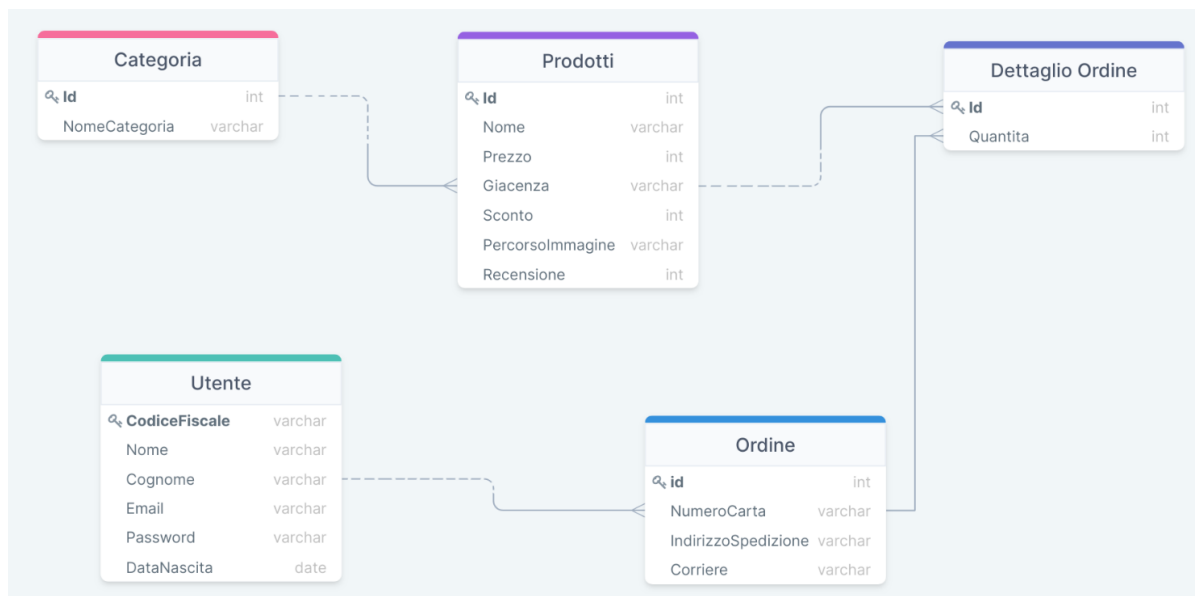 Categoria
Id int
NomeCategoria varchar
Prodotti
Id int
Nome varchar
Prezzo int
Giacenza varchar
Sconto int
PercorsoImmagine varchar
Recensione int
Dettaglio Ordine
Id int
Quantita int
Utente
CodiceFiscale varchar
Nome varchar
Cognome varchar
Email varchar
Password varchar
DataNascita date
Ordine
id int
NumeroCarta varchar
IndirizzoSpedizione varchar
Corriere varchar